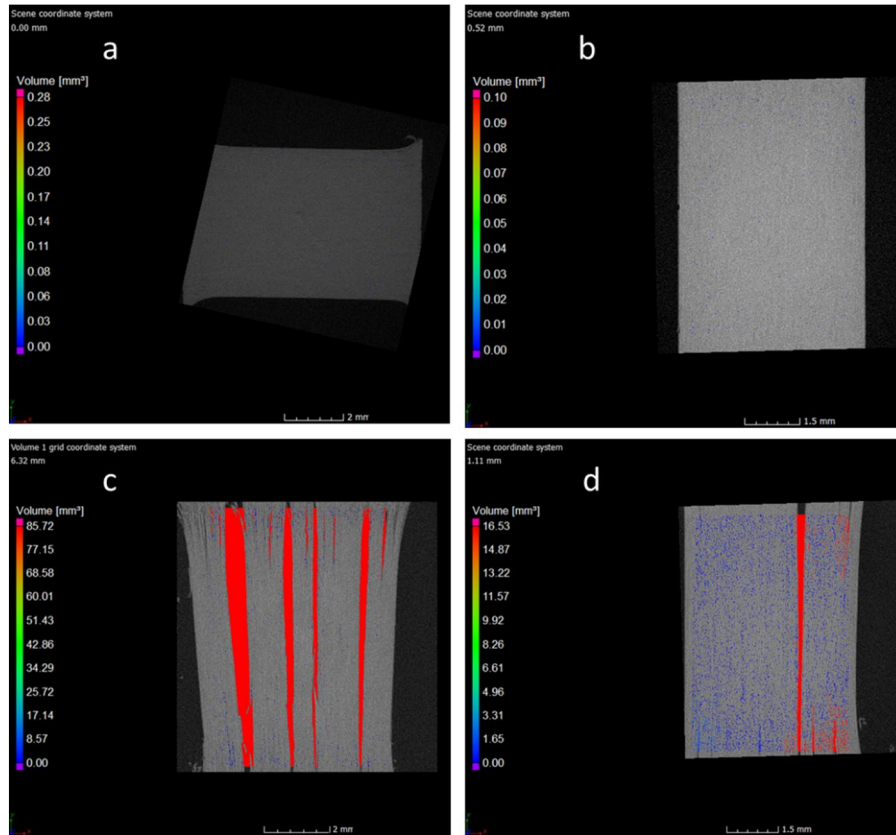 Scene coordinate system
0.00 mm
a
Volume [mm³]
0.28
0.25
0.23
0.20
0.17
0.14
0.11
0.08
0.06
0.03
0.00
2 mm
Scene coordinate system
0.52 mm
b
Volume [mm³]
0.10
0.09
0.08
0.07
0.06
0.05
0.04
0.03
0.02
0.01
0.00
1.5 mm
Volume 1 grid coordinate system
6.32 mm
c
Volume [mm³]
85.72
77.15
68.58
60.01
51.43
42.86
34.29
25.72
17.14
8.57
0.00
2 mm
Scene coordinate system
1.11 mm
d
Volume [mm³]
16.53
14.87
13.22
11.57
9.92
8.26
6.61
4.96
3.31
1.65
0.00
1.5 mm